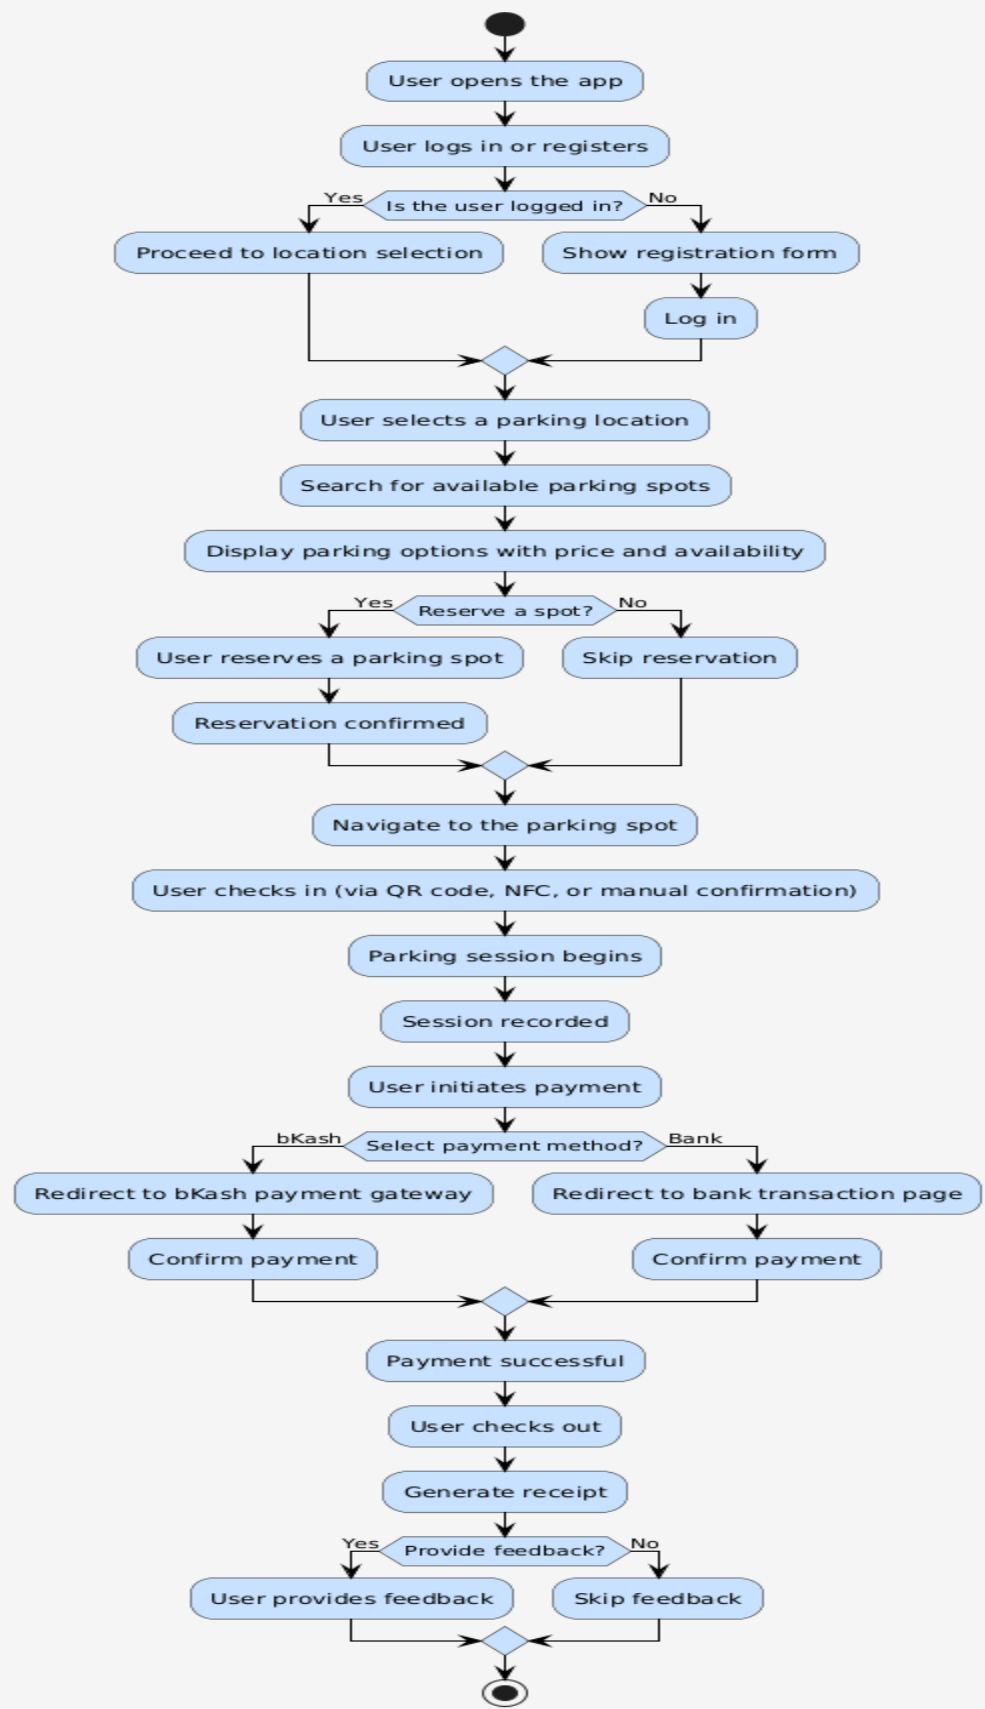 User opens the app
User logs in or registers
Yes
Is the user logged in?
No
Proceed to location selection
Show registration form
Log in
User selects a parking location
Search for available parking spots
Display parking options with price and availability
Yes
Reserve a spot?
No
User reserves a parking spot
Skip reservation
Reservation confirmed
Navigate to the parking spot
User checks in (via QR code, NFC, or manual confirmation)
Parking session begins
Session recorded
User initiates payment
bKash
Select payment method?
Bank
Redirect to bKash payment gateway
Redirect to bank transaction page
Confirm payment
Confirm payment
Payment successful
User checks out
Generate receipt
Yes
Provide feedback?
No
User provides feedback
Skip feedback